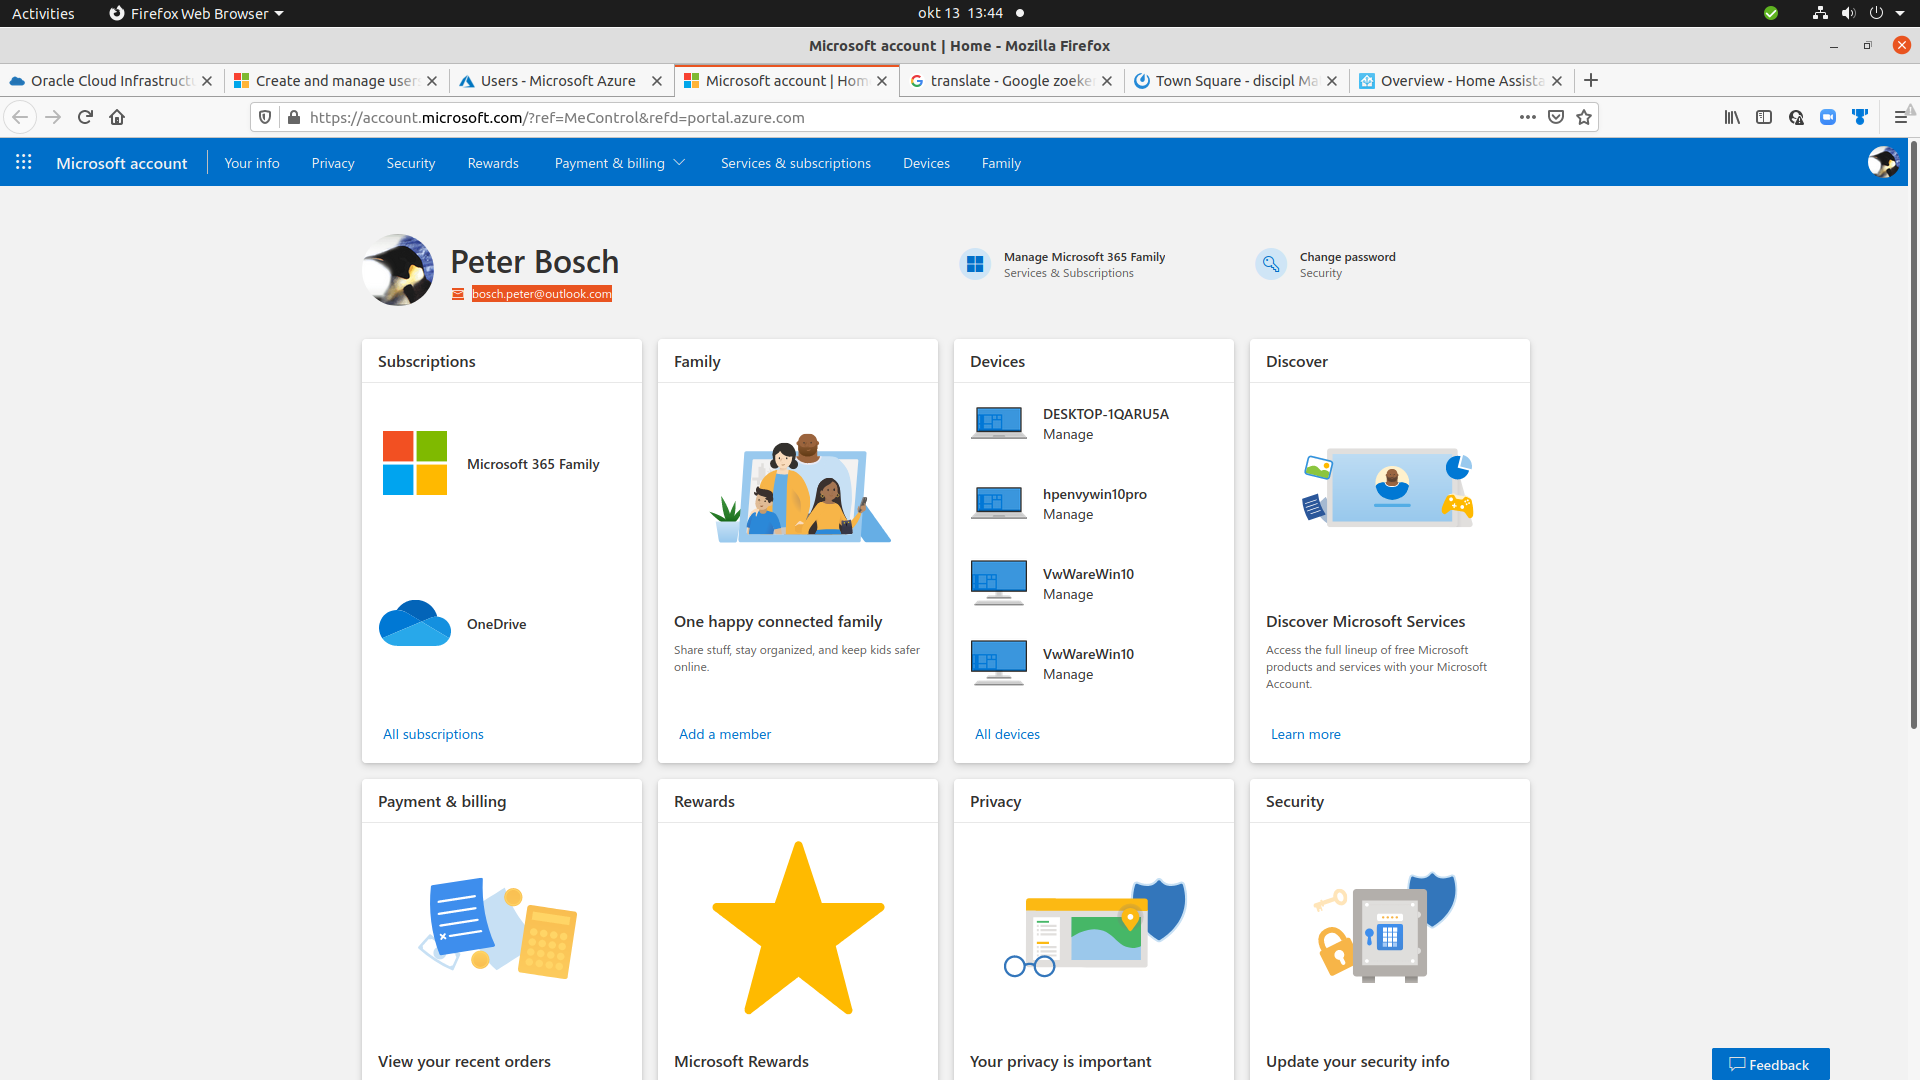 Activities
Firefox Web Browser
okt 13 13:44
Microsoft account | Home - Mozilla Firefox
Oracle Cloud Infrastructu
Create and manage users
Users - Microsoft Azure
Microsoft account | Hom
translate - Google zoeken
Town Square - discipl Ma
Overview - Home Assista
https://account.microsoft.com/?ref=MeControl&refd=portal.azure.com
Microsoft account
Your info
Privacy
Security
Rewards
Payment & billing
Services & subscriptions
Devices
Family
Peter Bosch
bosch.peter@outlook.com
Manage Microsoft 365 Family
Services & Subscriptions
Change password
Security
Subscriptions
Microsoft 365 Family
OneDrive
All subscriptions
Family
One happy connected family
Share stuff, stay organized, and keep kids safer
online.
Add a member
Devices
DESKTOP-1QARU5A
Manage
hpenvywin10pro
Manage
VwWareWin10
Manage
VwWareWin10
Manage
All devices
Discover
Discover Microsoft Services
Access the full lineup of free Microsoft
products and services with your Microsoft
Account.
Learn more
Payment & billing
View your recent orders
Rewards
Microsoft Rewards
Privacy
Your privacy is important
Security
Update your security info
Feedback